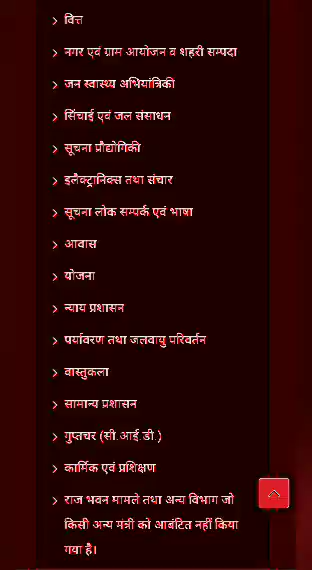 वित्त
नगर एवं ग्राम आयोजन व शहरी सम्पदा
जन स्वास्थ्य अभियांत्रिकी
सिंचाई एवं जल संसाधन
सूचना प्रौद्योगिकी
इलैक्ट्रानिक्स तथा संचार
सूचना लोक सम्पर्क एवं भाषा
आवास
योजना
न्याय प्रशासन
पर्यावरण तथा जलवायु परिवर्तन
वास्तुकला
सामान्य प्रशासन
गुप्तचर (सी.आई.डी.)
कार्मिक एवं प्रशिक्षण
राज भवन मामले तथा अन्य विभाग जो
किसी अन्य मंत्री को आबंटित नहीं किया
गया है।